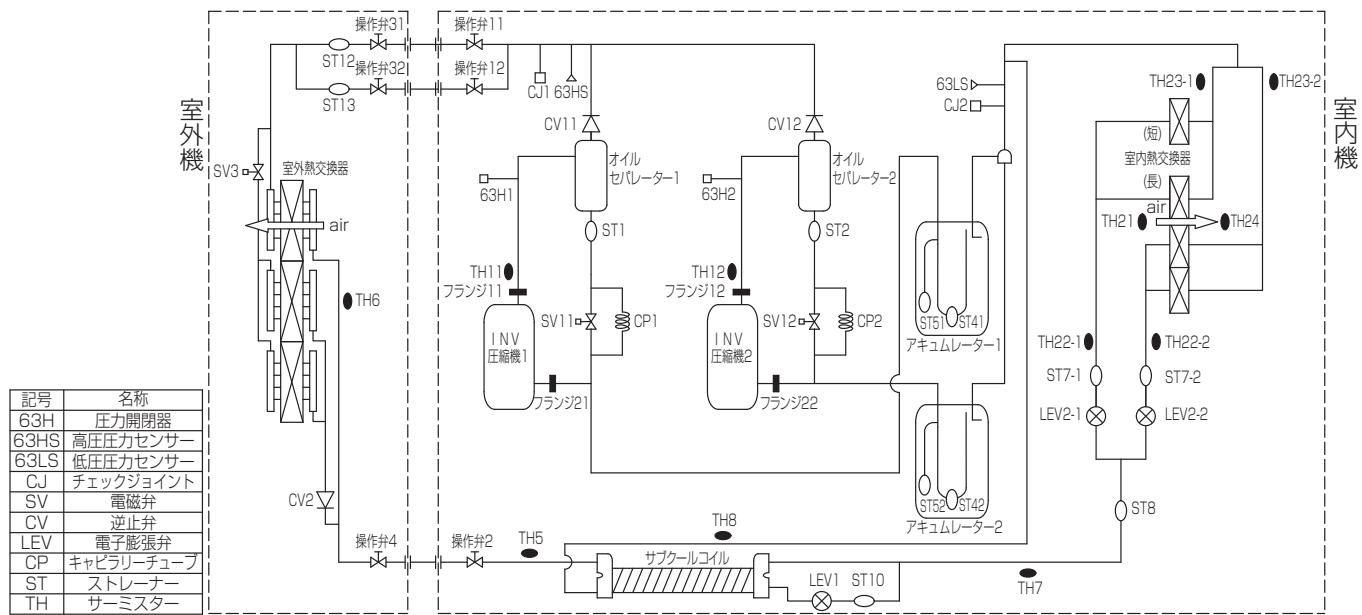 操作弁31
操作弁11
ST12
操作弁32
操作弁12
ST13
CJ1
63HS
63LS
CJ2
TH23-1
TH23-2
室外機
室内機
SV3
室外熱交換器
CV11
CV12
オイル
セパレーター1
オイル
セパレーター2
(短)
室内熱交換器
(長)
63H1
63H2
air
air
TH21
TH24
ST1
ST2
TH11
フランジ11
TH12
フランジ12
TH6
SV11
CP1
SV12
CP2
ST51
ST41
アキュムレーター1
INV
圧縮機1
INV
圧縮機2
TH22-1
TH22-2
ST7-1
ST7-2
フランジ21
フランジ22
LEV2-1
LEV2-2
記号 名称
63H 圧力開閉器
63HS 高圧圧力センサー
63LS 低圧圧力センサー
CJ チェックジョイント
SV 電磁弁
CV 逆止弁
LEV 電子膨張弁
CP キャピラリーチューブ
ST ストレーナー
TH サーミスター
CV2
ST52
ST42
アキュムレーター2
ST8
操作弁4
操作弁2
TH5
TH8
サブクールコイル
LEV1
ST10
TH7